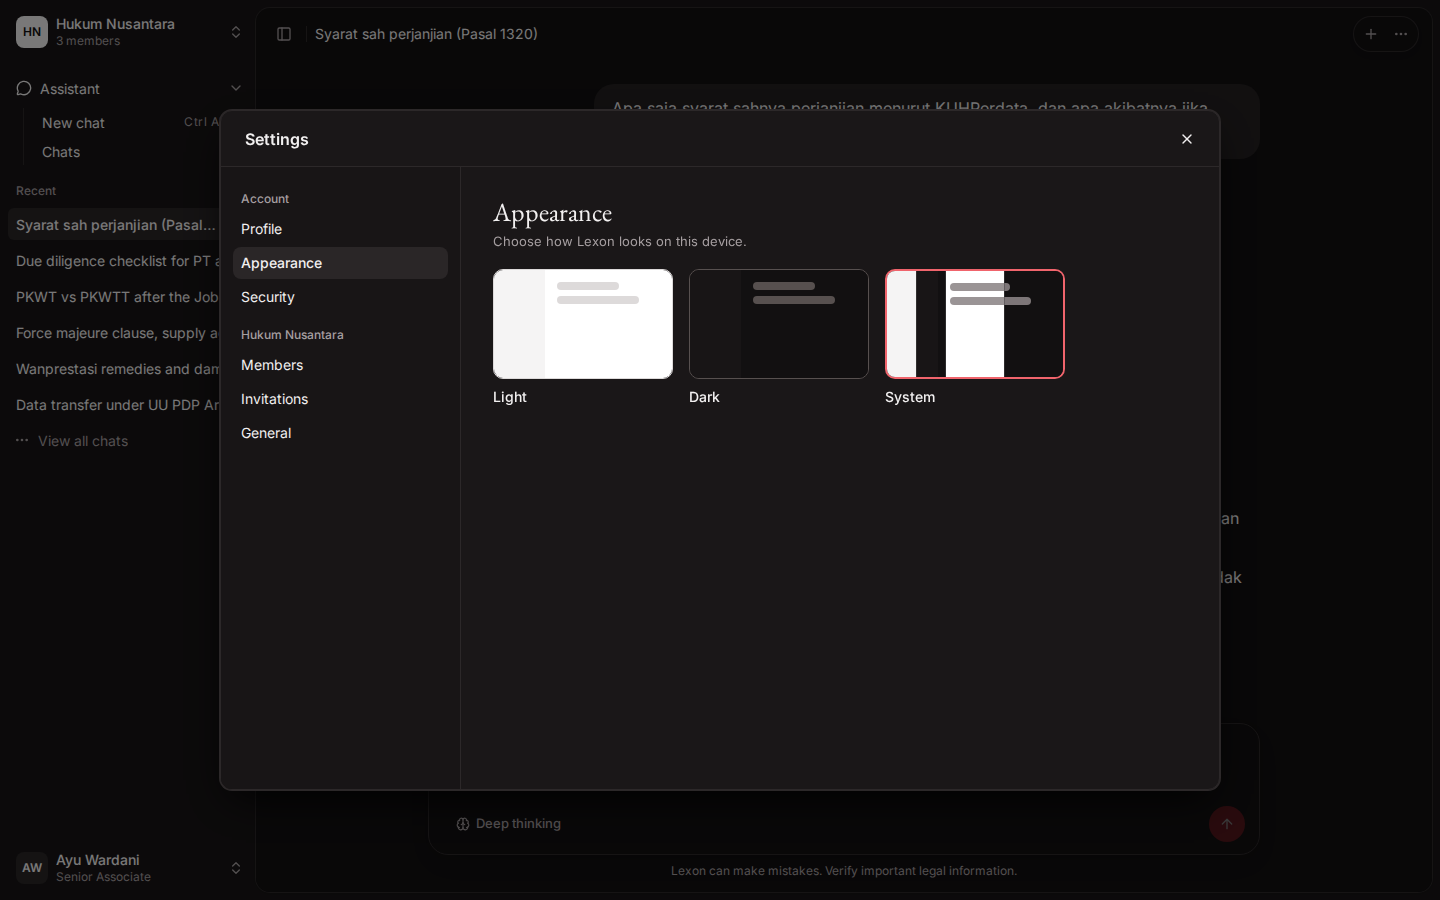 HN
Hukum Nusantara
3 members
Assistant
New chat
Ctrl A
Chats
Recent
Syarat sah perjanjian (Pasal...
Due diligence checklist for PT
PKWT vs PKWTT after the Job
Force majeure clause, supply
Wanprestasi remedies and
Data transfer under UU PDP
View all chats
AW
Ayu Wardani
Senior Associate
Syarat sah perjanjian (Pasal 1320)
Apa saja syarat sahnya perjanjian menurut KUHPerdata, dan apa akibatnya jika
Settings
Account
Profile
Appearance
Security
Hukum Nusantara
Members
Invitations
General
Appearance
Choose how Lexon looks on this device.
Light
Dark
System
Deep thinking
Lexon can make mistakes. Verify important legal information.